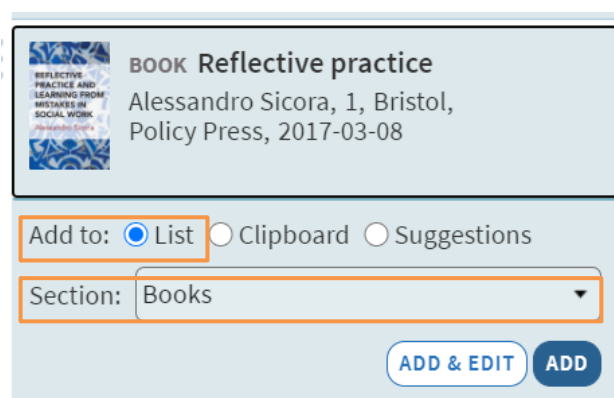 REFLECTIVE
PRACTICE AND
LEARNING FROM
MISTAKES IN
SOCIAL WORK
Alessandro Sicora
BOOK Reflective practice
Alessandro Sicora, 1, Bristol,
Policy Press, 2017-03-08
Add to: List Clipboard Suggestions
Section: Books
ADD & EDIT ADD